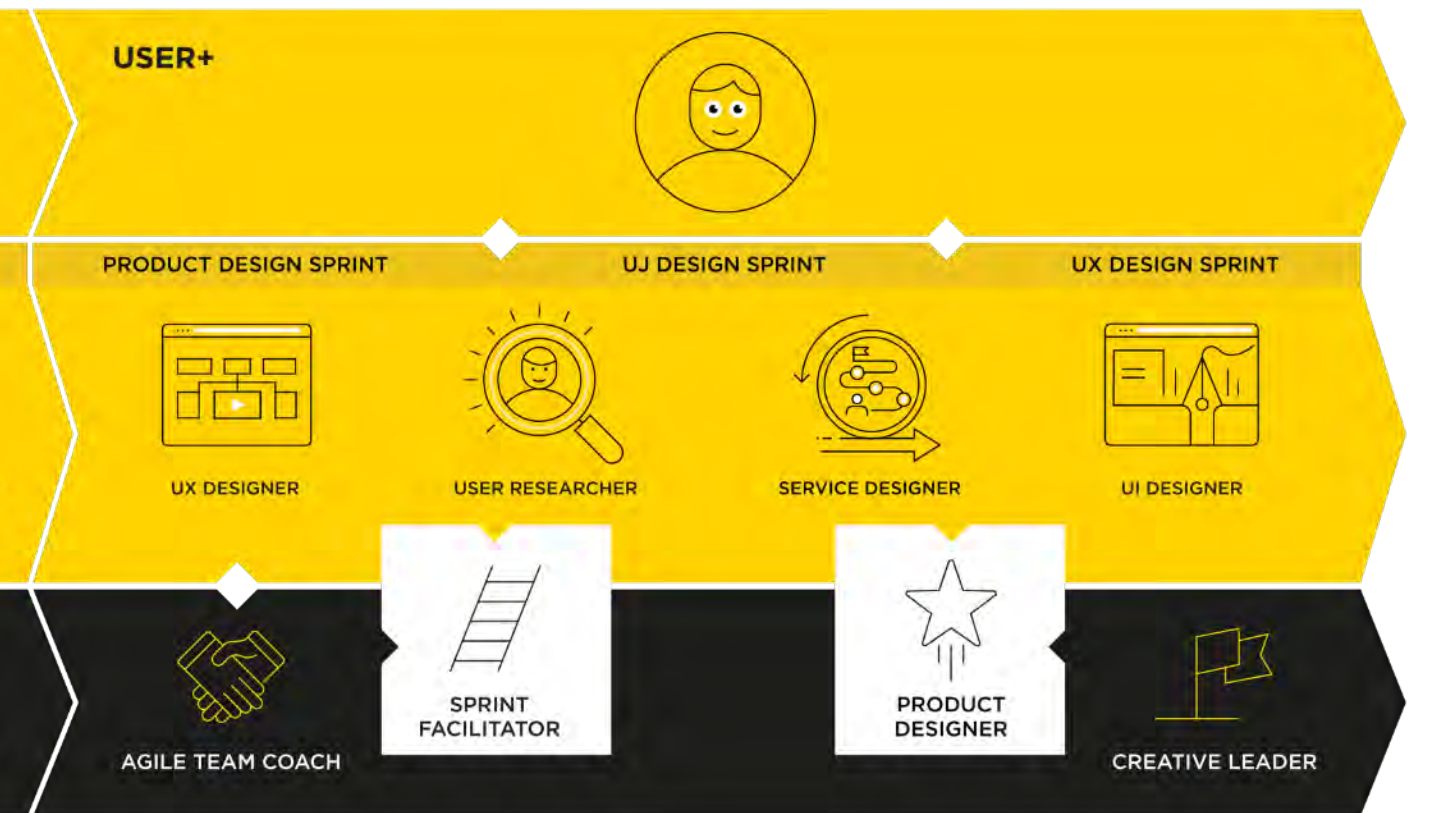 USER+
PRODUCT DESIGN SPRINT
UJ DESIGN SPRINT
UX DESIGN SPRINT
UX DESIGNER
USER RESEARCHER
SERVICE DESIGNER
UI DESIGNER
SPRINT
FACILITATOR
PRODUCT
DESIGNER
AGILE TEAM COACH
CREATIVE LEADER